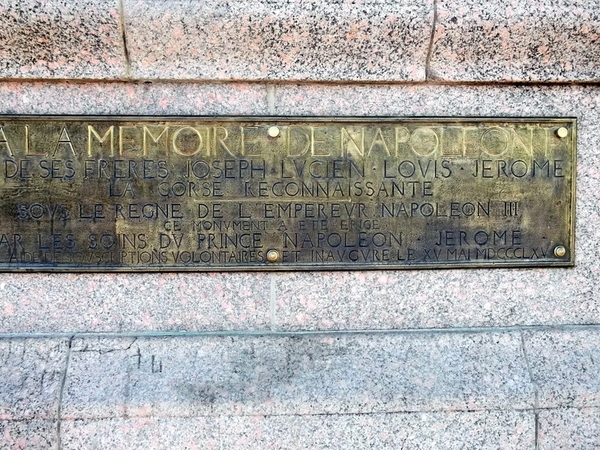 A LA MEMOIRE DE NAPOLEON I
DE SES FRERES JOSEPH · LVCIEN · LOVIS · JEROME
LA CORSE RECONNAISSANTE
SOVS LE REGNE DE L'EMPEREVR NAPOLEON III
CE MONVMENT A ETE ERIGE
AR LES SOINS DV PRINCE NAPOLEON · JEROME
VOLONTAIRES ET INAVGVRE LE XV MAI MDCCCLXV